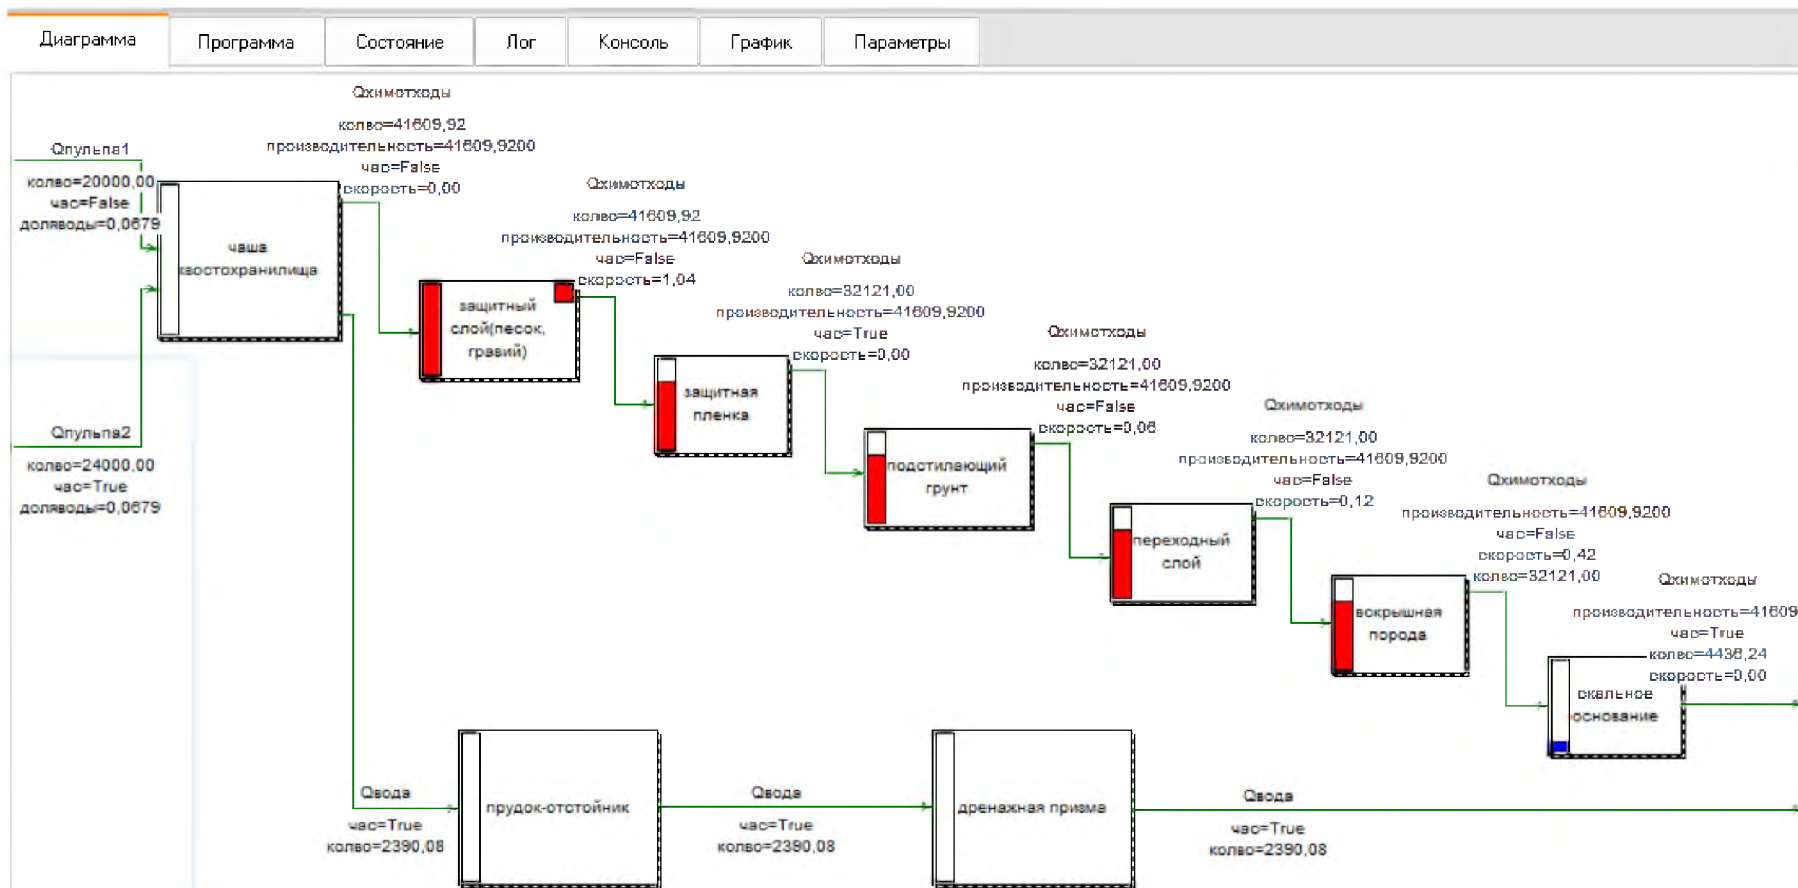 Диаграмма
Программа
Состояние
Лог
Консоль
График
Параметры
Qпульпа1
колво=20000,00
час=False
доляводы=0,0679
чаша
хвостохранилища
Qхимотходы
колво=41609,92
производительность=41609,9200
час=False
скорость=0,00
защитный
слой(песок,
гравий)
Qхимотходы
колво=41609,92
производительность=41609,9200
час=False
скорость=1,04
защитная
пленка
Qхимотходы
колво=32121,00
производительность=41609,9200
час=True
скорость=0,00
подстилающий
грунт
Qхимотходы
колво=32121,00
производительность=41609,9200
час=False
скорость=0,06
переходный
слой
Qхимотходы
колво=32121,00
производительность=41609,9200
час=False
скорость=0,12
вскрышная
порода
Qхимотходы
производительность=41609,9200
час=False
скорость=0,42
колво=32121,00
скальное
основание
Qхимотходы
производительность=41609
час=True
колво=4436,24
скорость=0,00
Qпульпа2
колво=24000,00
час=True
доляводы=0,0679
Qвода
час=True
колво=2390,08
прудок-отстойник
Qвода
час=True
колво=2390,08
дренажная призма
Qвода
час=True
колво=2390,08